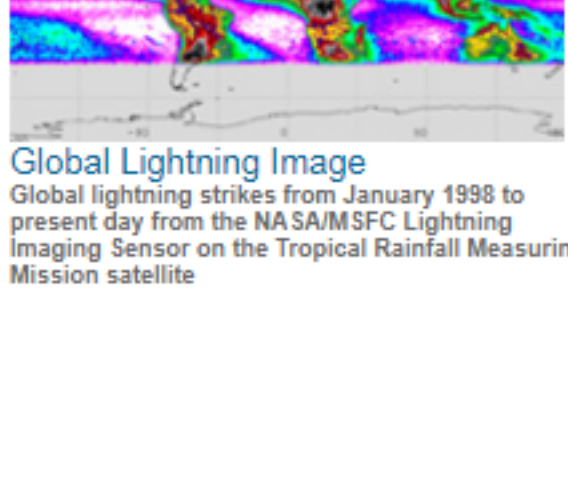 Global Lightning Image
Global lightning strikes from January 1998 to
present day from the NASA/MSFC Lightning
Imaging Sensor on the Tropical Rainfall Measurin
Mission satellite